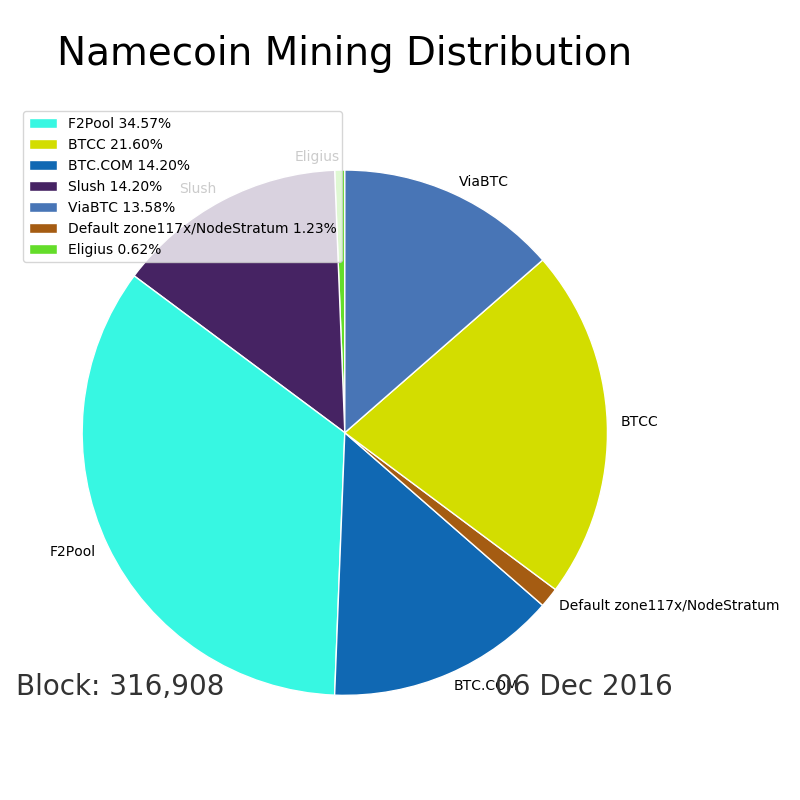 Namecoin Mining Distribution
F2Pool 34.57%
BTCC 21.60%
BTC.COM 14.20%
Slush 14.20%
ViaBTC 13.58%
Default zone117x/NodeStratum 1.23%
Eligius 0.62%
Eligius
Slush
ViaBTC
BTCC
F2Pool
Default zone117x/NodeStratum
BTC.COM
Block: 316,908
06 Dec 2016